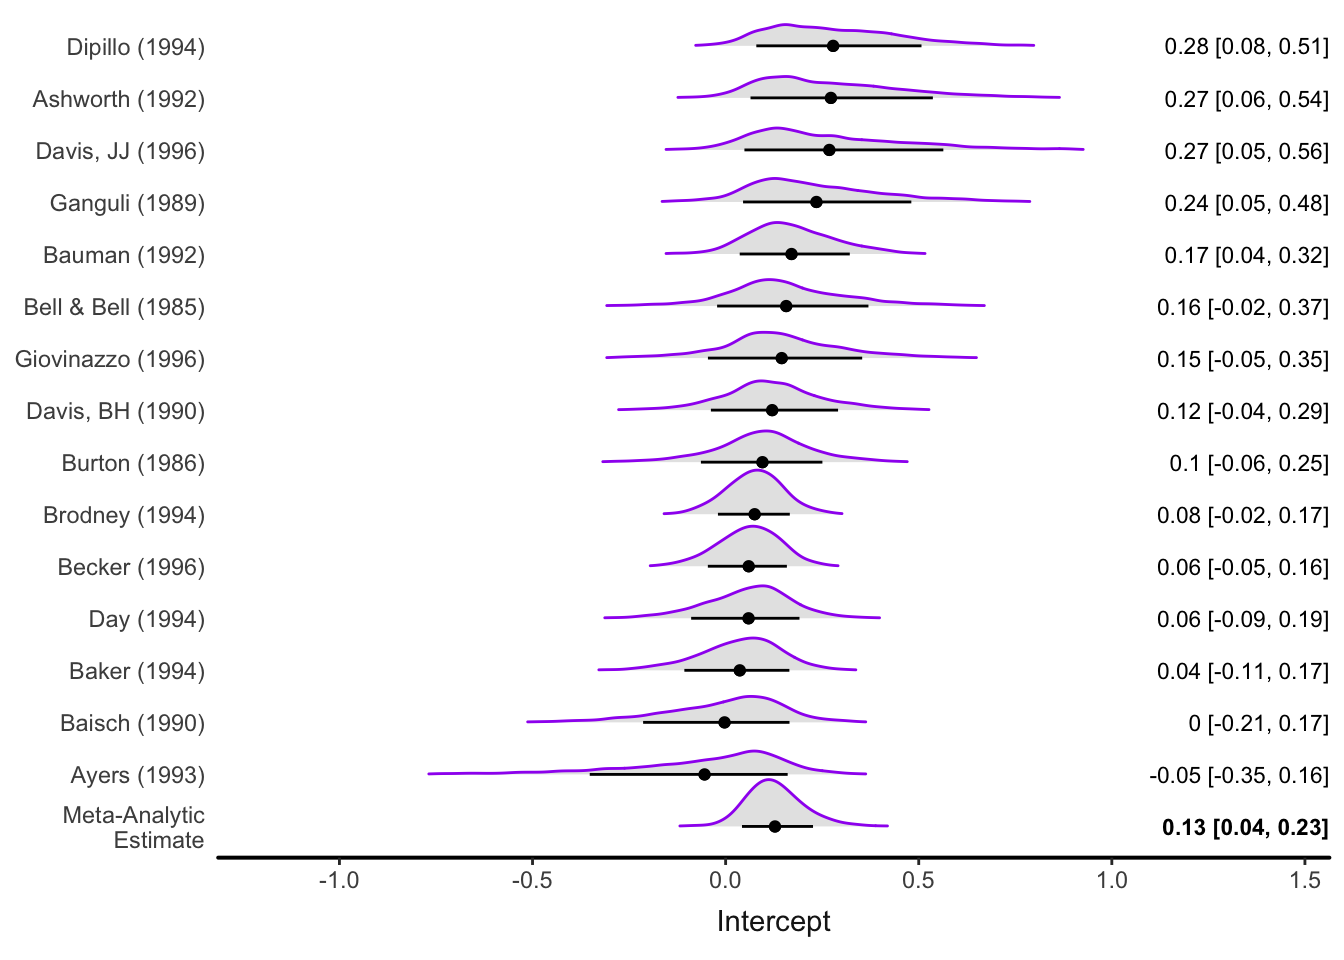 Dipillo (1994) 0.28 [0.08, 0.51]
Ashworth (1992) 0.27 [0.06, 0.54]
Davis, JJ (1996) 0.27 [0.05, 0.56]
Ganguli (1989) 0.24 [0.05, 0.48]
Bauman (1992) 0.17 [0.04, 0.32]
Bell & Bell (1985) 0.16 [-0.02, 0.37]
Giovinazzo (1996) 0.15 [-0.05, 0.35]
Davis, BH (1990) 0.12 [-0.04, 0.29]
Burton (1986) 0.1 [-0.06, 0.25]
Brodney (1994) 0.08 [-0.02, 0.17]
Becker (1996) 0.06 [-0.05, 0.16]
Day (1994) 0.06 [-0.09, 0.19]
Baker (1994) 0.04 [-0.11, 0.17]
Baisch (1990) 0 [-0.21, 0.17]
Ayers (1993) -0.05 [-0.35, 0.16]
Meta-Analytic
Estimate 0.13 [0.04, 0.23]
-1.0 -0.5 0.0 0.5 1.0 1.5
Intercept